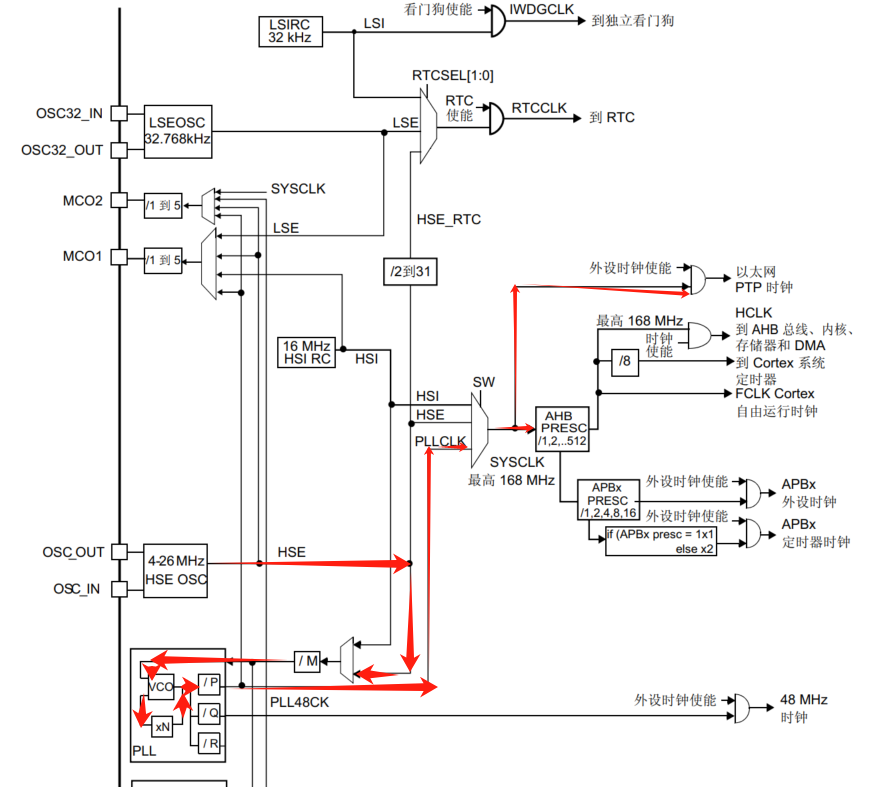 看门狗使能
IWDGCLK
到独立看门狗
LSIRC
32 kHz
LSI
RTCSEL[1:0]
OSC32_IN
OSC32_OUT
LSEOSC
32.768kHz
LSE
RTC
使能
RTCCLK
到 RTC
MCO2
/1 到 5
SYSCLK
LSE
HSE_RTC
MCO1
/1 到 5
/2到31
外设时钟使能
以太网
PTP 时钟
16 MHz
HSI RC
HSI
最高 168 MHz
时钟
使能
HCLK
到 AHB 总线、内核、
存储器和 DMA
/8
到 Cortex 系统
定时器
FCLK Cortex
自由运行时钟
SW
HSI
HSE
PLLCLK
SYSCLK
最高 168 MHz
AHB
PRESC
/1,2,..512
APBx
PRESC
/1,2,4,8,16
外设时钟使能
APBx
外设时钟
外设时钟使能
if (APBx presc = 1x1
else x2
APBx
定时器时钟
OSC_OUT
OSC_IN
4-26 MHz
HSE OSC
HSE
/ M
VCO
xN
/ P
/ Q
/ R
PLL
PLL48CK
外设时钟使能
48 MHz
时钟